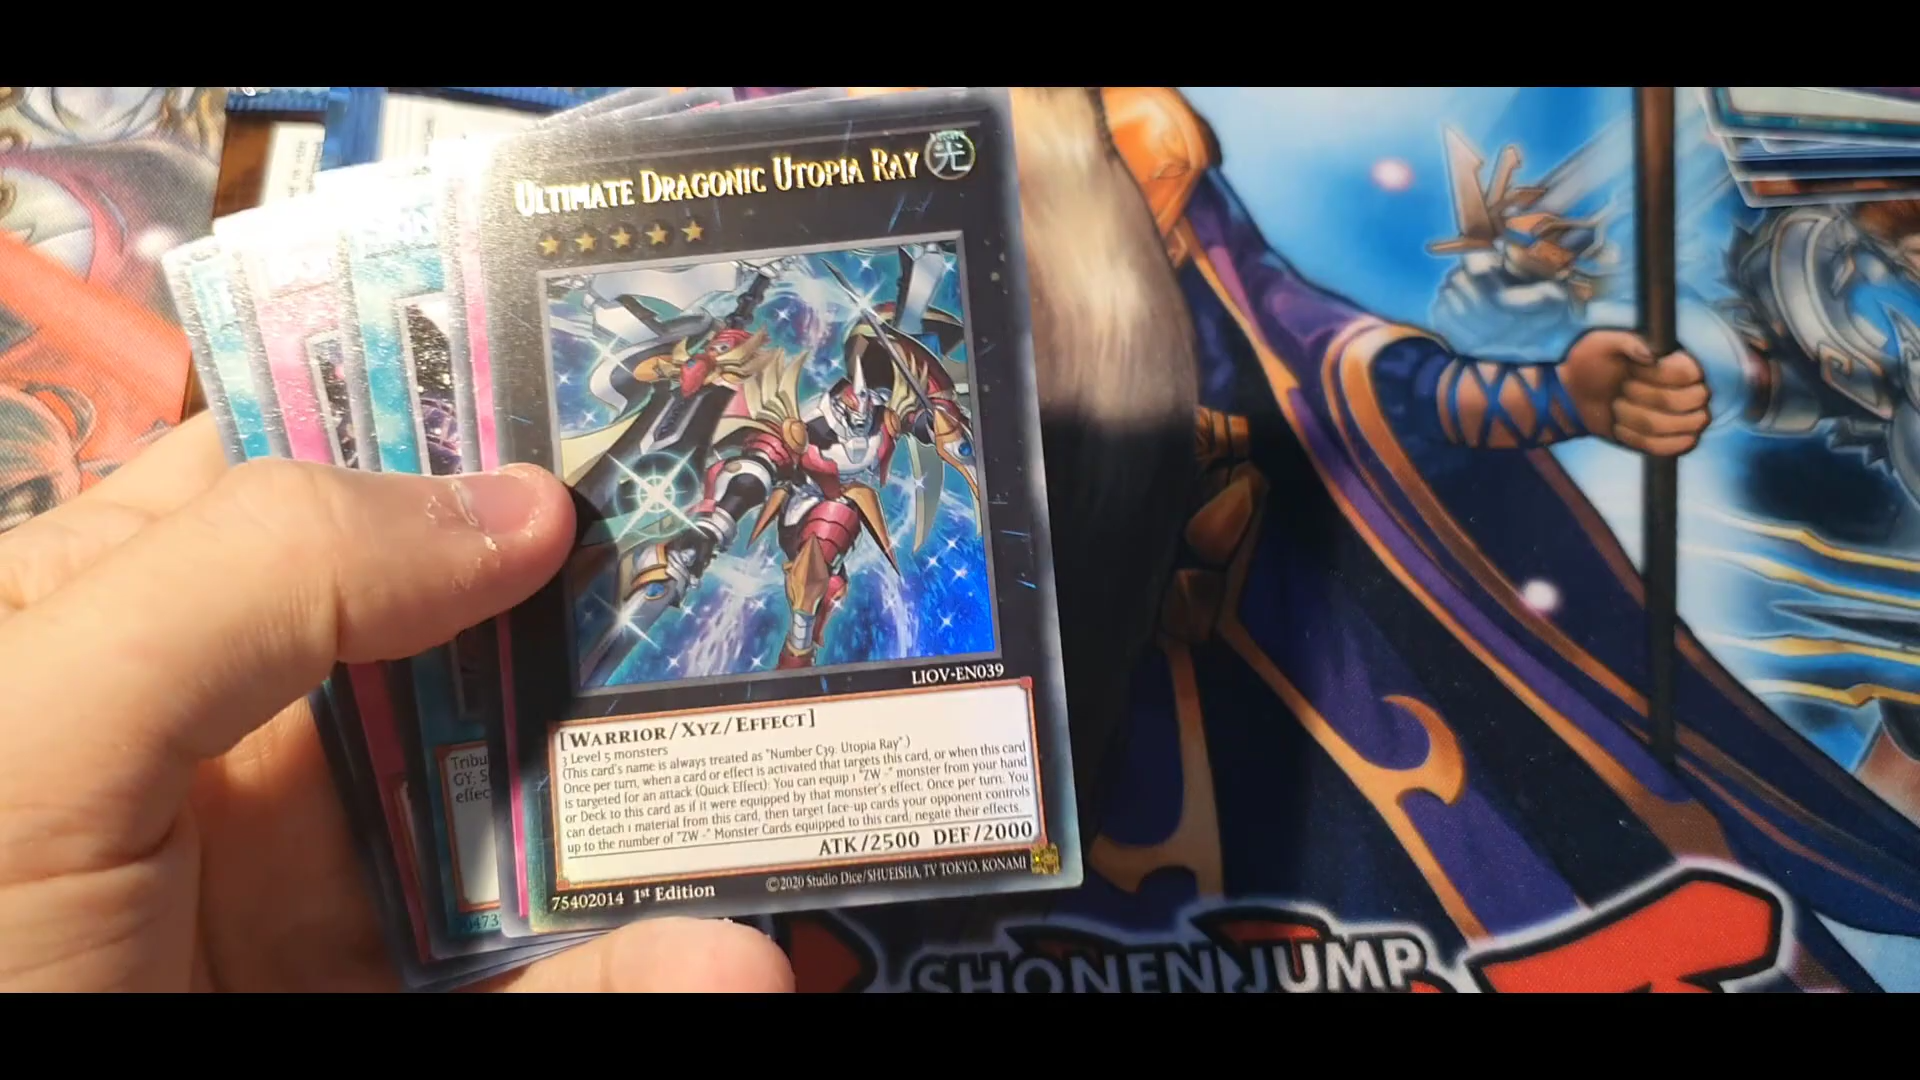 ULTIMATE DRAGONIC UTOPIA RAY
光
LIOV-EN039
[WARRIOR/XYZ/EFFECT]
3 Level 5 monsters
(This card's name is always treated as "Number C39: Utopia Ray".)
Once per turn, when a card or effect is activated that targets this card, or when this card
is targeted for an attack (Quick Effect): You can equip 1 "ZW -" monster from your hand
or Deck to this card as if it were equipped by that monster's effect. Once per turn: You
can detach 1 material from this card, then target face-up cards your opponent controls
up to the number of "ZW -" Monster Cards equipped to this card; negate their effects.
ATK/2500 DEF/2000
75402014 1st Edition
©2020 Studio Dice/SHUEISHA, TV TOKYO, KONAMI
Tribu
GY: S
effec
SHONEN JUMP